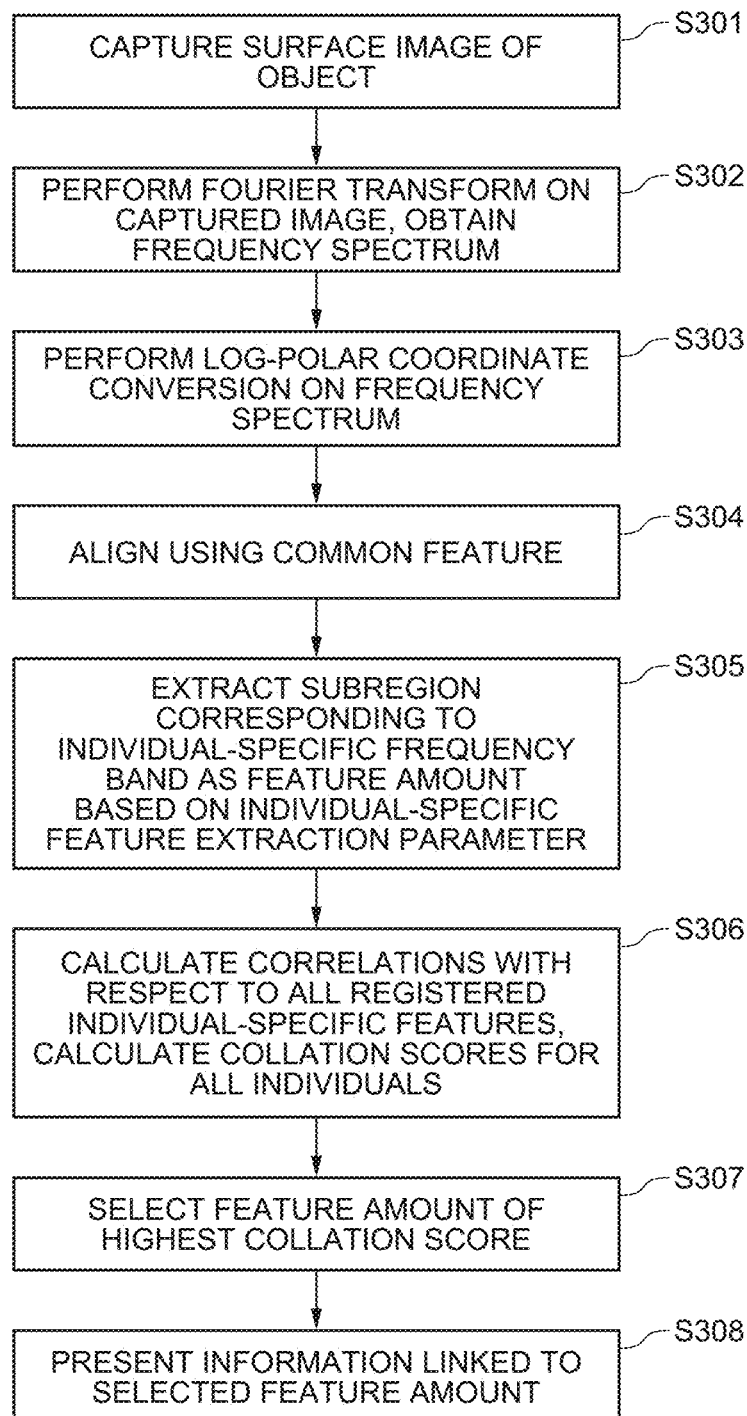 S301
CAPTURE SURFACE IMAGE OF
OBJECT
S302
PERFORM FOURIER TRANSFORM ON
CAPTURED IMAGE, OBTAIN
FREQUENCY SPECTRUM
S303
PERFORM LOG-POLAR COORDINATE
CONVERSION ON FREQUENCY
SPECTRUM
S304
ALIGN USING COMMON FEATURE
S305
EXTRACT SUBREGION
CORRESPONDING TO
INDIVIDUAL-SPECIFIC FREQUENCY
BAND AS FEATURE AMOUNT
BASED ON INDIVIDUAL-SPECIFIC
FEATURE EXTRACTION PARAMETER
S306
CALCULATE CORRELATIONS WITH
RESPECT TO ALL REGISTERED
INDIVIDUAL-SPECIFIC FEATURES,
CALCULATE COLLATION SCORES FOR
ALL INDIVIDUALS
S307
SELECT FEATURE AMOUNT OF
HIGHEST COLLATION SCORE
S308
PRESENT INFORMATION LINKED TO
SELECTED FEATURE AMOUNT